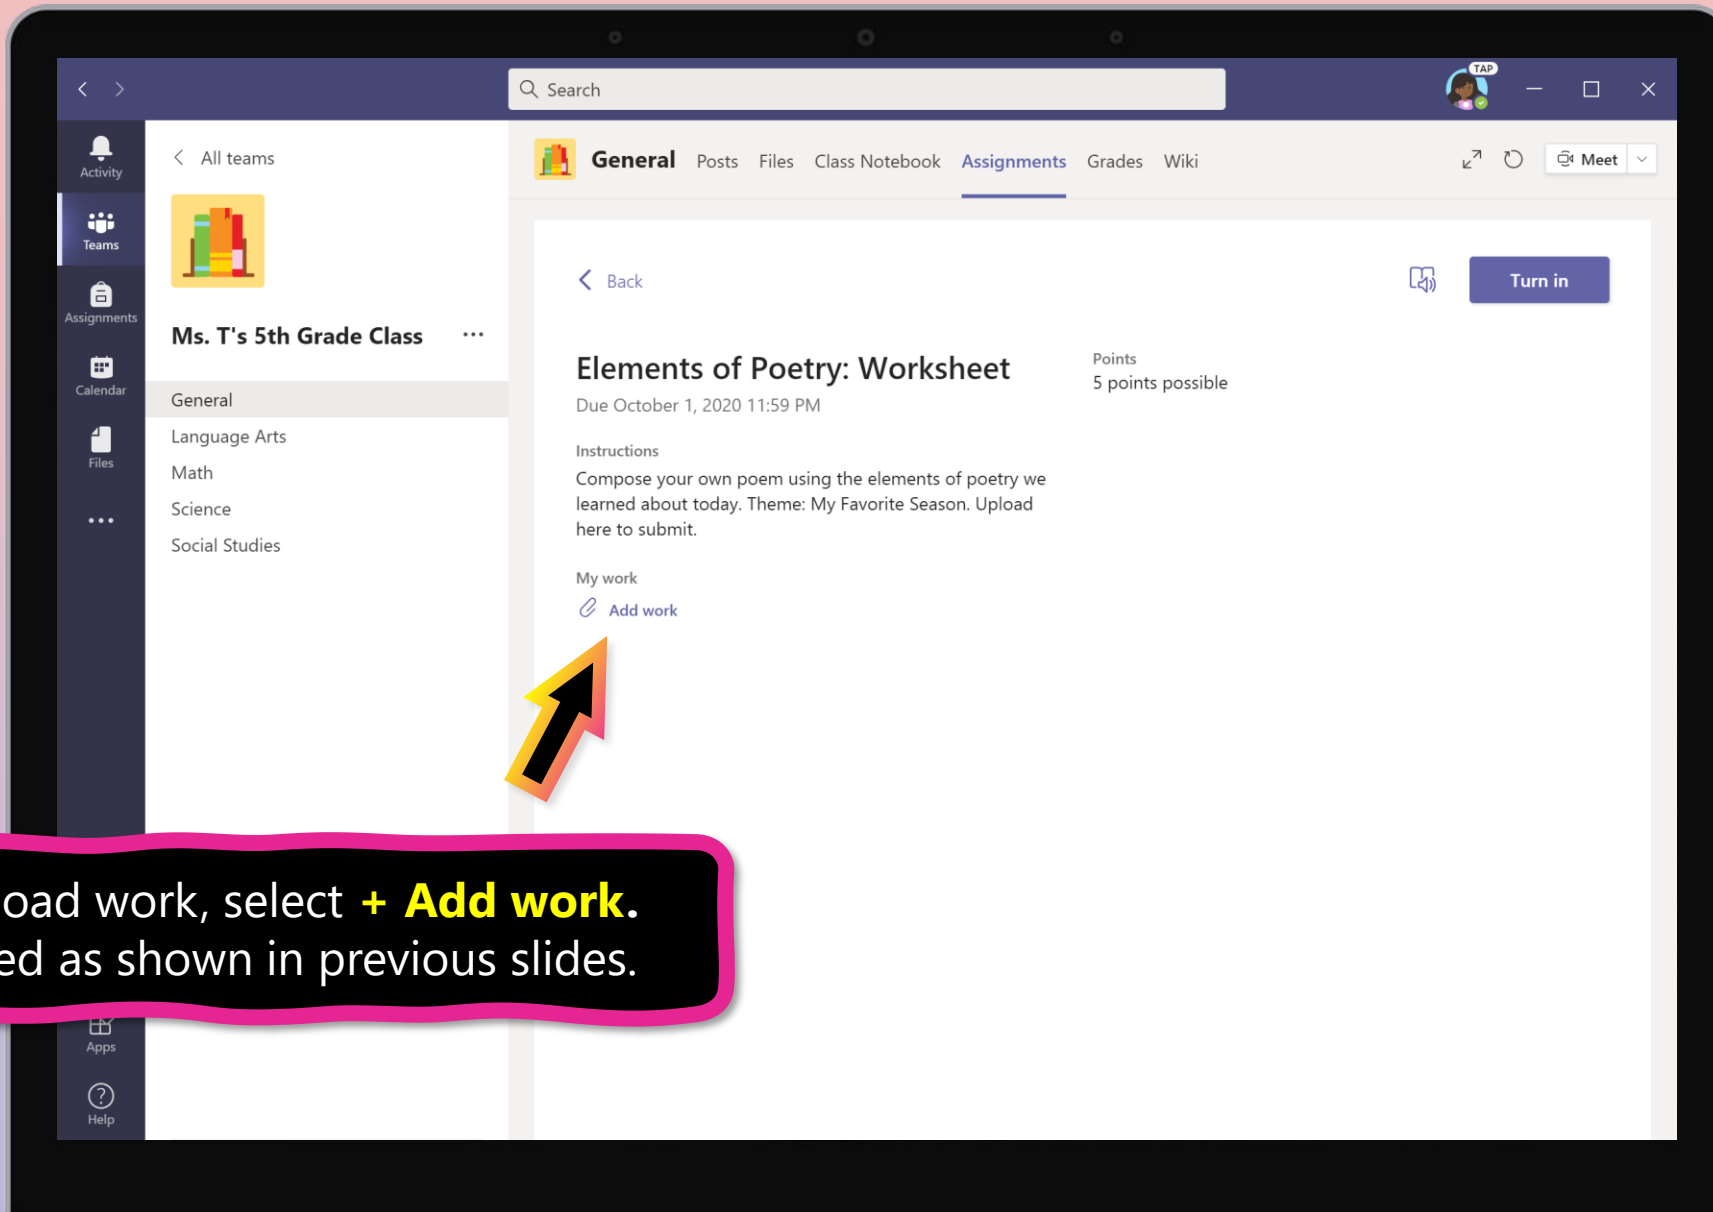 Search
TAP
Activity
Teams
Assignments
Calendar
Files
Apps
Help
All teams
Ms. T's 5th Grade Class
General
Language Arts
Math
Science
Social Studies
General Posts Files Class Notebook Assignments Grades Wiki
Meet
Back
Turn in
Elements of Poetry: Worksheet
Due October 1, 2020 11:59 PM
Points
5 points possible
Instructions
Compose your own poem using the elements of poetry we
learned about today. Theme: My Favorite Season. Upload
here to submit.
My work
Add work
oad work, select + Add work.
ed as shown in previous slides.